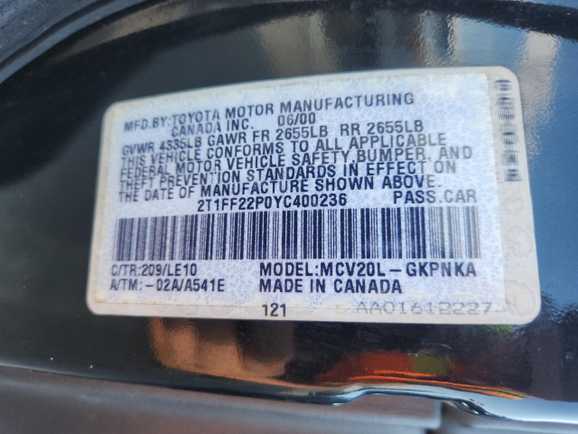 MFD.BY:TOYOTA MOTOR MANUFACTURING
CANADA INC. 06/00
GVWR 4335LB GAWR FR 2655LB RR 2655LB
THIS VEHICLE CONFORMS TO ALL APPLICABLE
FEDERAL MOTOR VEHICLE SAFETY,BUMPER, AND
THEFT PREVENTION STANDARDS IN EFFECT ON
THE DATE OF MANUFACTURE SHOWN ABOVE.
2T1FF22P0YC400236 PASS.CAR
C/TR:209/LE10 MODEL:MCV20L-GKPNKA
A/TM:-02A/A541E MADE IN CANADA
121 AA01612227